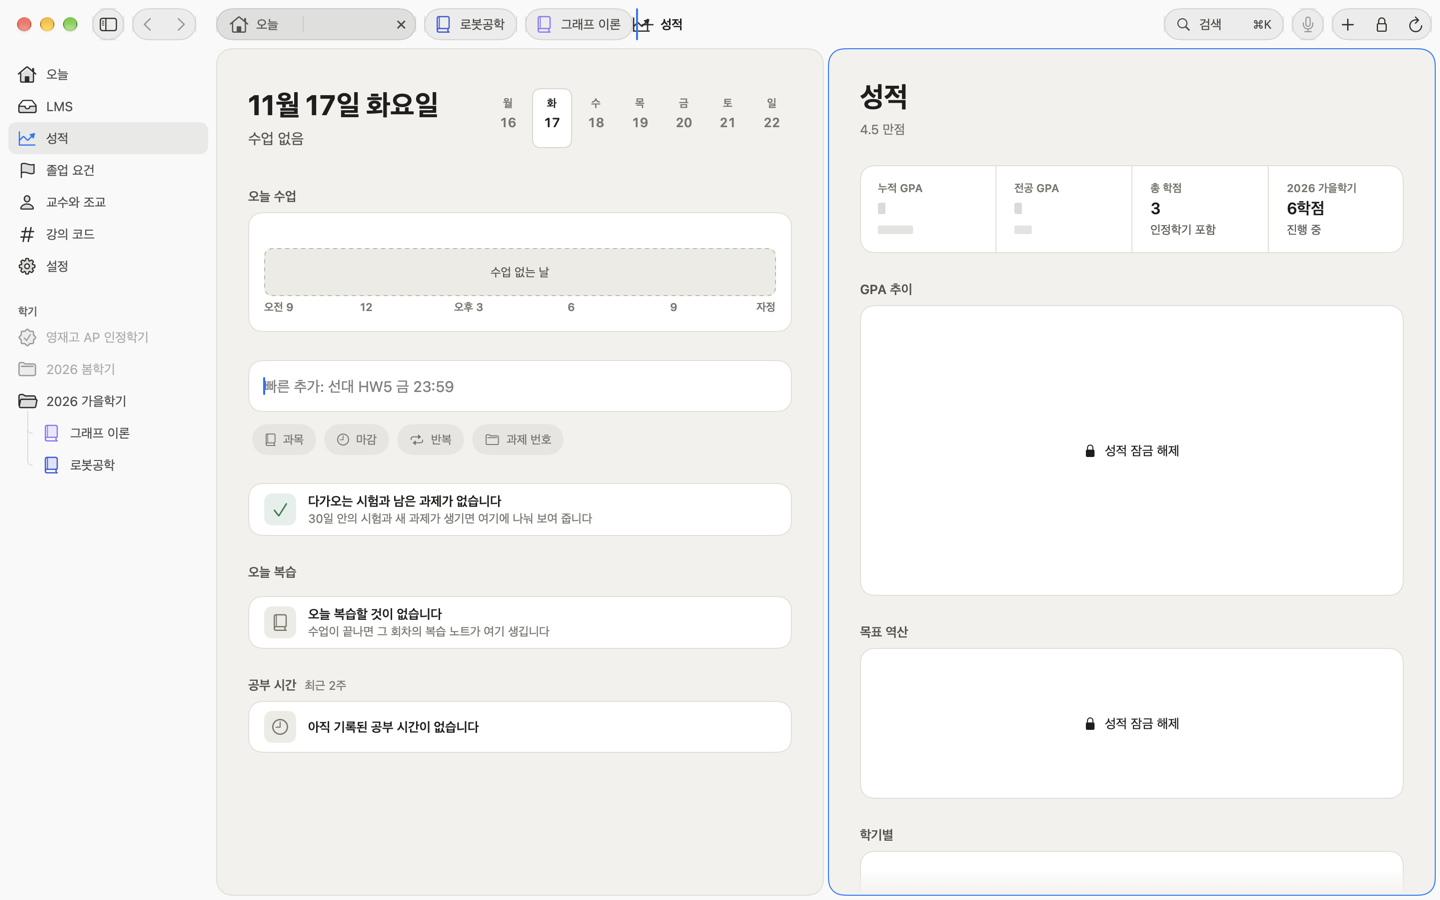 오늘
로봇공학
그래프 이론
성적
검색 ⌘K
오늘
LMS
성적
졸업 요건
교수와 조교
강의 코드
설정
학기
영재고 AP 인정학기
2026 봄학기
2026 가을학기
그래프 이론
로봇공학
11월 17일 화요일
수업 없음
월 화 수 목 금 토 일
16 17 18 19 20 21 22
오늘 수업
수업 없는 날
오전 9 12 오후 3 6 9 자정
빠른 추가: 선대 HW5 금 23:59
과목 마감 반복 과제 번호
다가오는 시험과 남은 과제가 없습니다
30일 안의 시험과 새 과제가 생기면 여기에 나눠 보여 줍니다
오늘 복습
오늘 복습할 것이 없습니다
수업이 끝나면 그 회차의 복습 노트가 여기 생깁니다
공부 시간 최근 2주
아직 기록된 공부 시간이 없습니다
성적
4.5 만점
누적 GPA
전공 GPA
총 학점
3
인정학기 포함
2026 가을학기
6학점
진행 중
GPA 추이
성적 잠금 해제
목표 역산
성적 잠금 해제
학기별